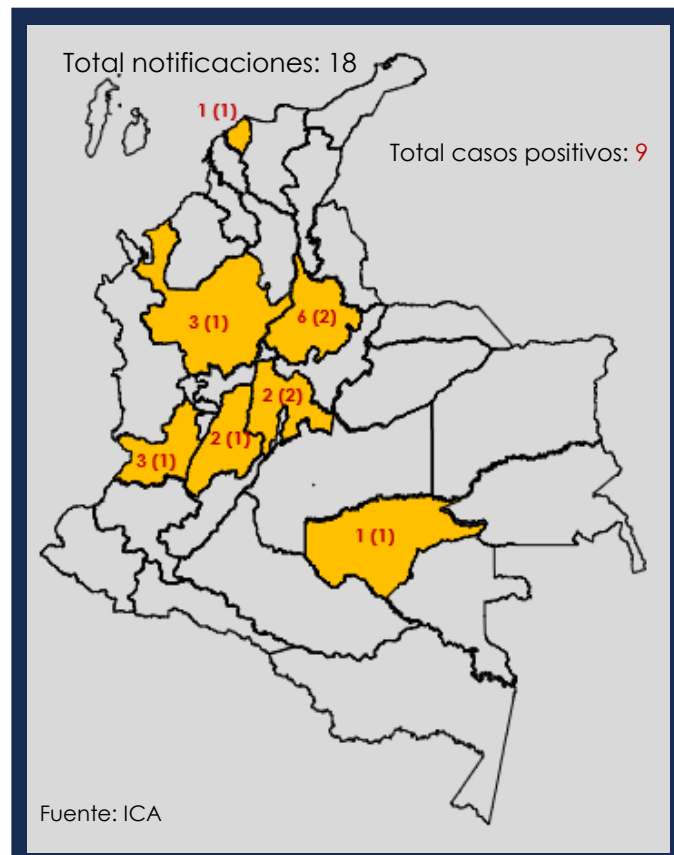 Total notificaciones: 18
1 (1)
Total casos positivos: 9
3 (1)
6 (2)
2 (2)
2 (1)
3 (1)
1 (1)
Fuente: ICA